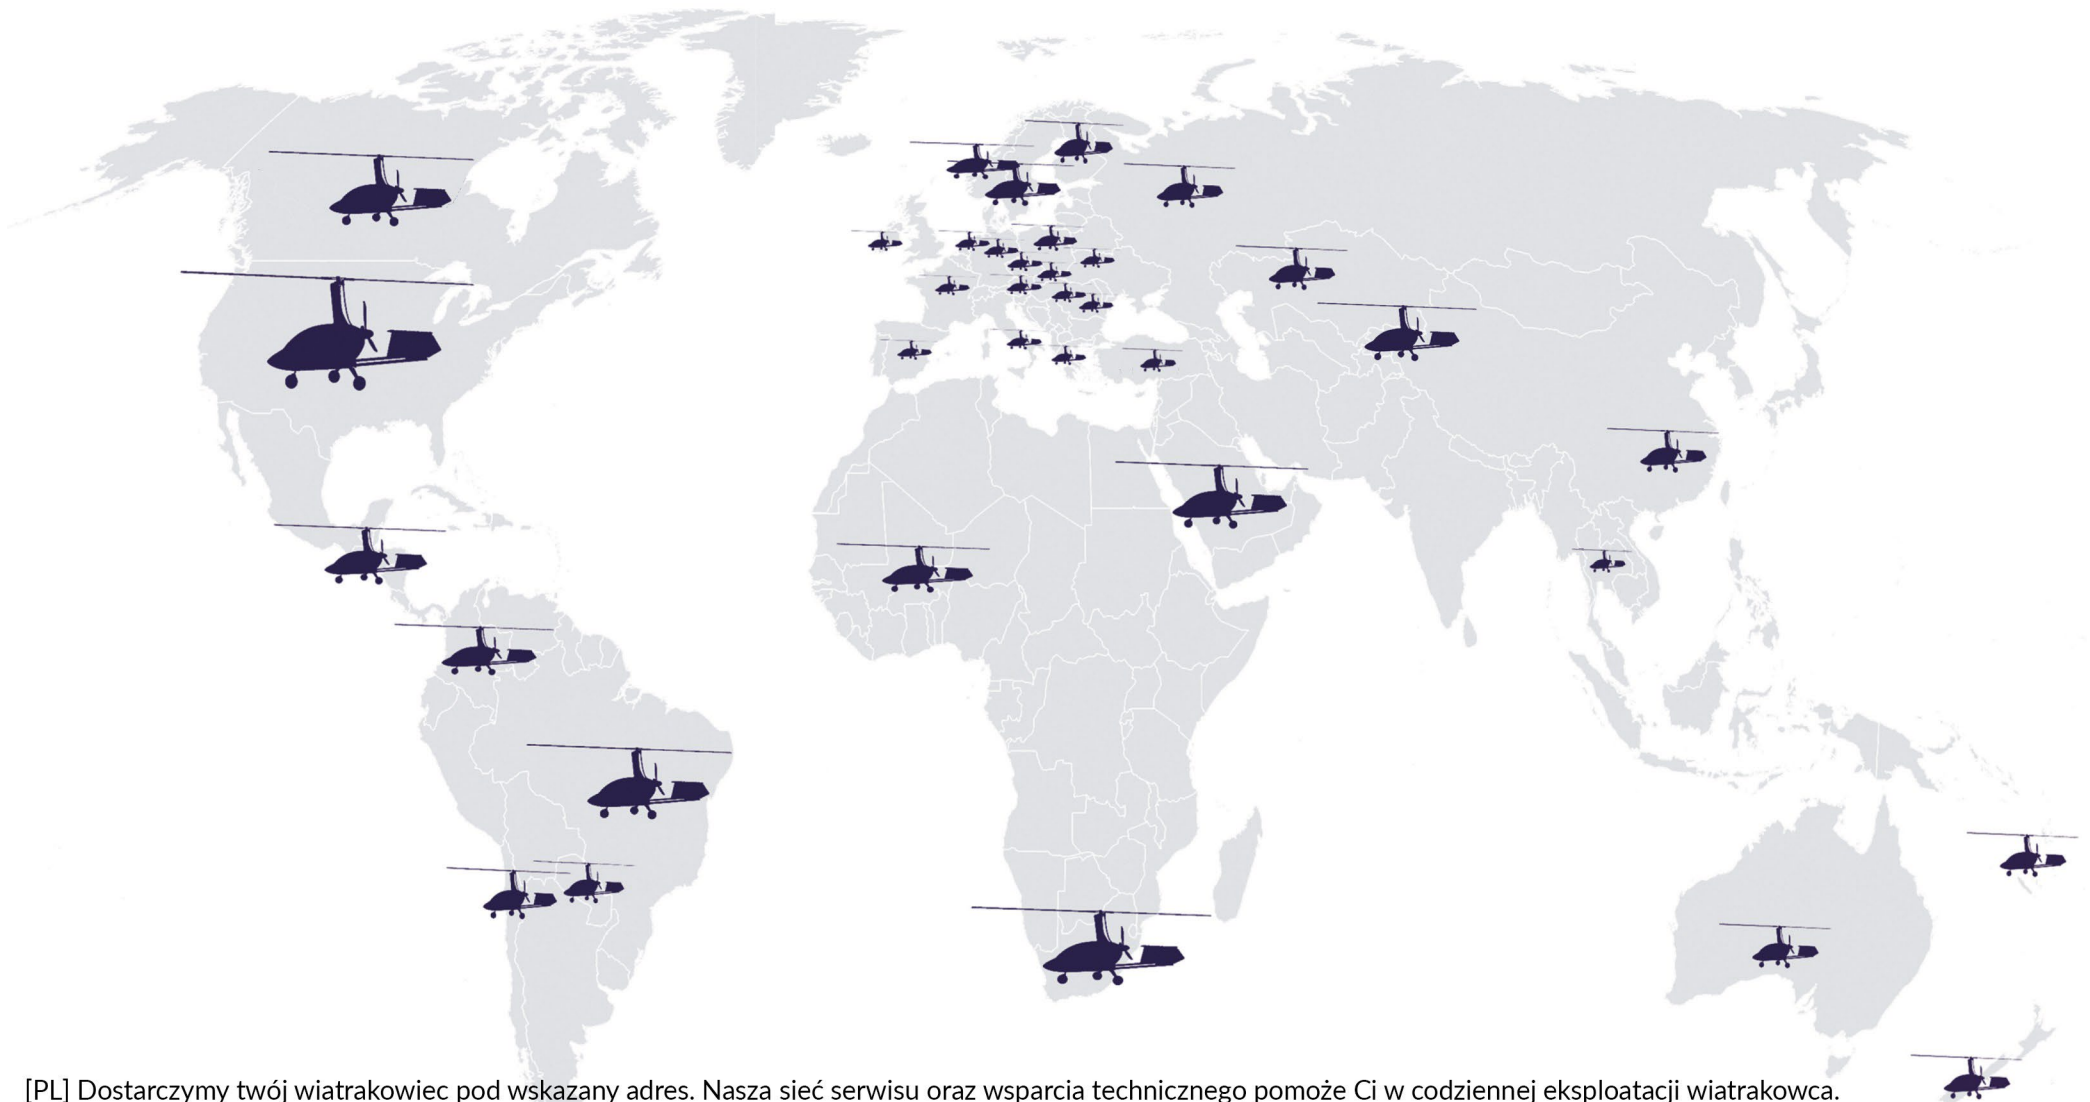 [PL] Dostarczymy twój wiatrakowiec pod wskazany adres. Nasza sieć serwisu oraz wsparcia technicznego pomoże Ci w codziennej eksploatacji wiatrakowca.